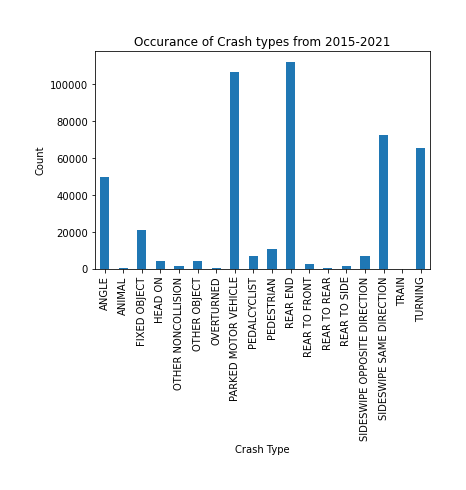 Occurance of Crash types from 2015-2021
100000
80000
60000
40000
20000
0
Count
ANGLE
ANIMAL
FIXED OBJECT
HEAD ON
OTHER NONCOLLISION
OTHER OBJECT
OVERTURNED
PARKED MOTOR VEHICLE
PEDALCYCLIST
PEDESTRIAN
REAR END
REAR TO FRONT
REAR TO REAR
REAR TO SIDE
SIDESWIPE OPPOSITE DIRECTION
SIDESWIPE SAME DIRECTION
TRAIN
TURNING
Crash Type